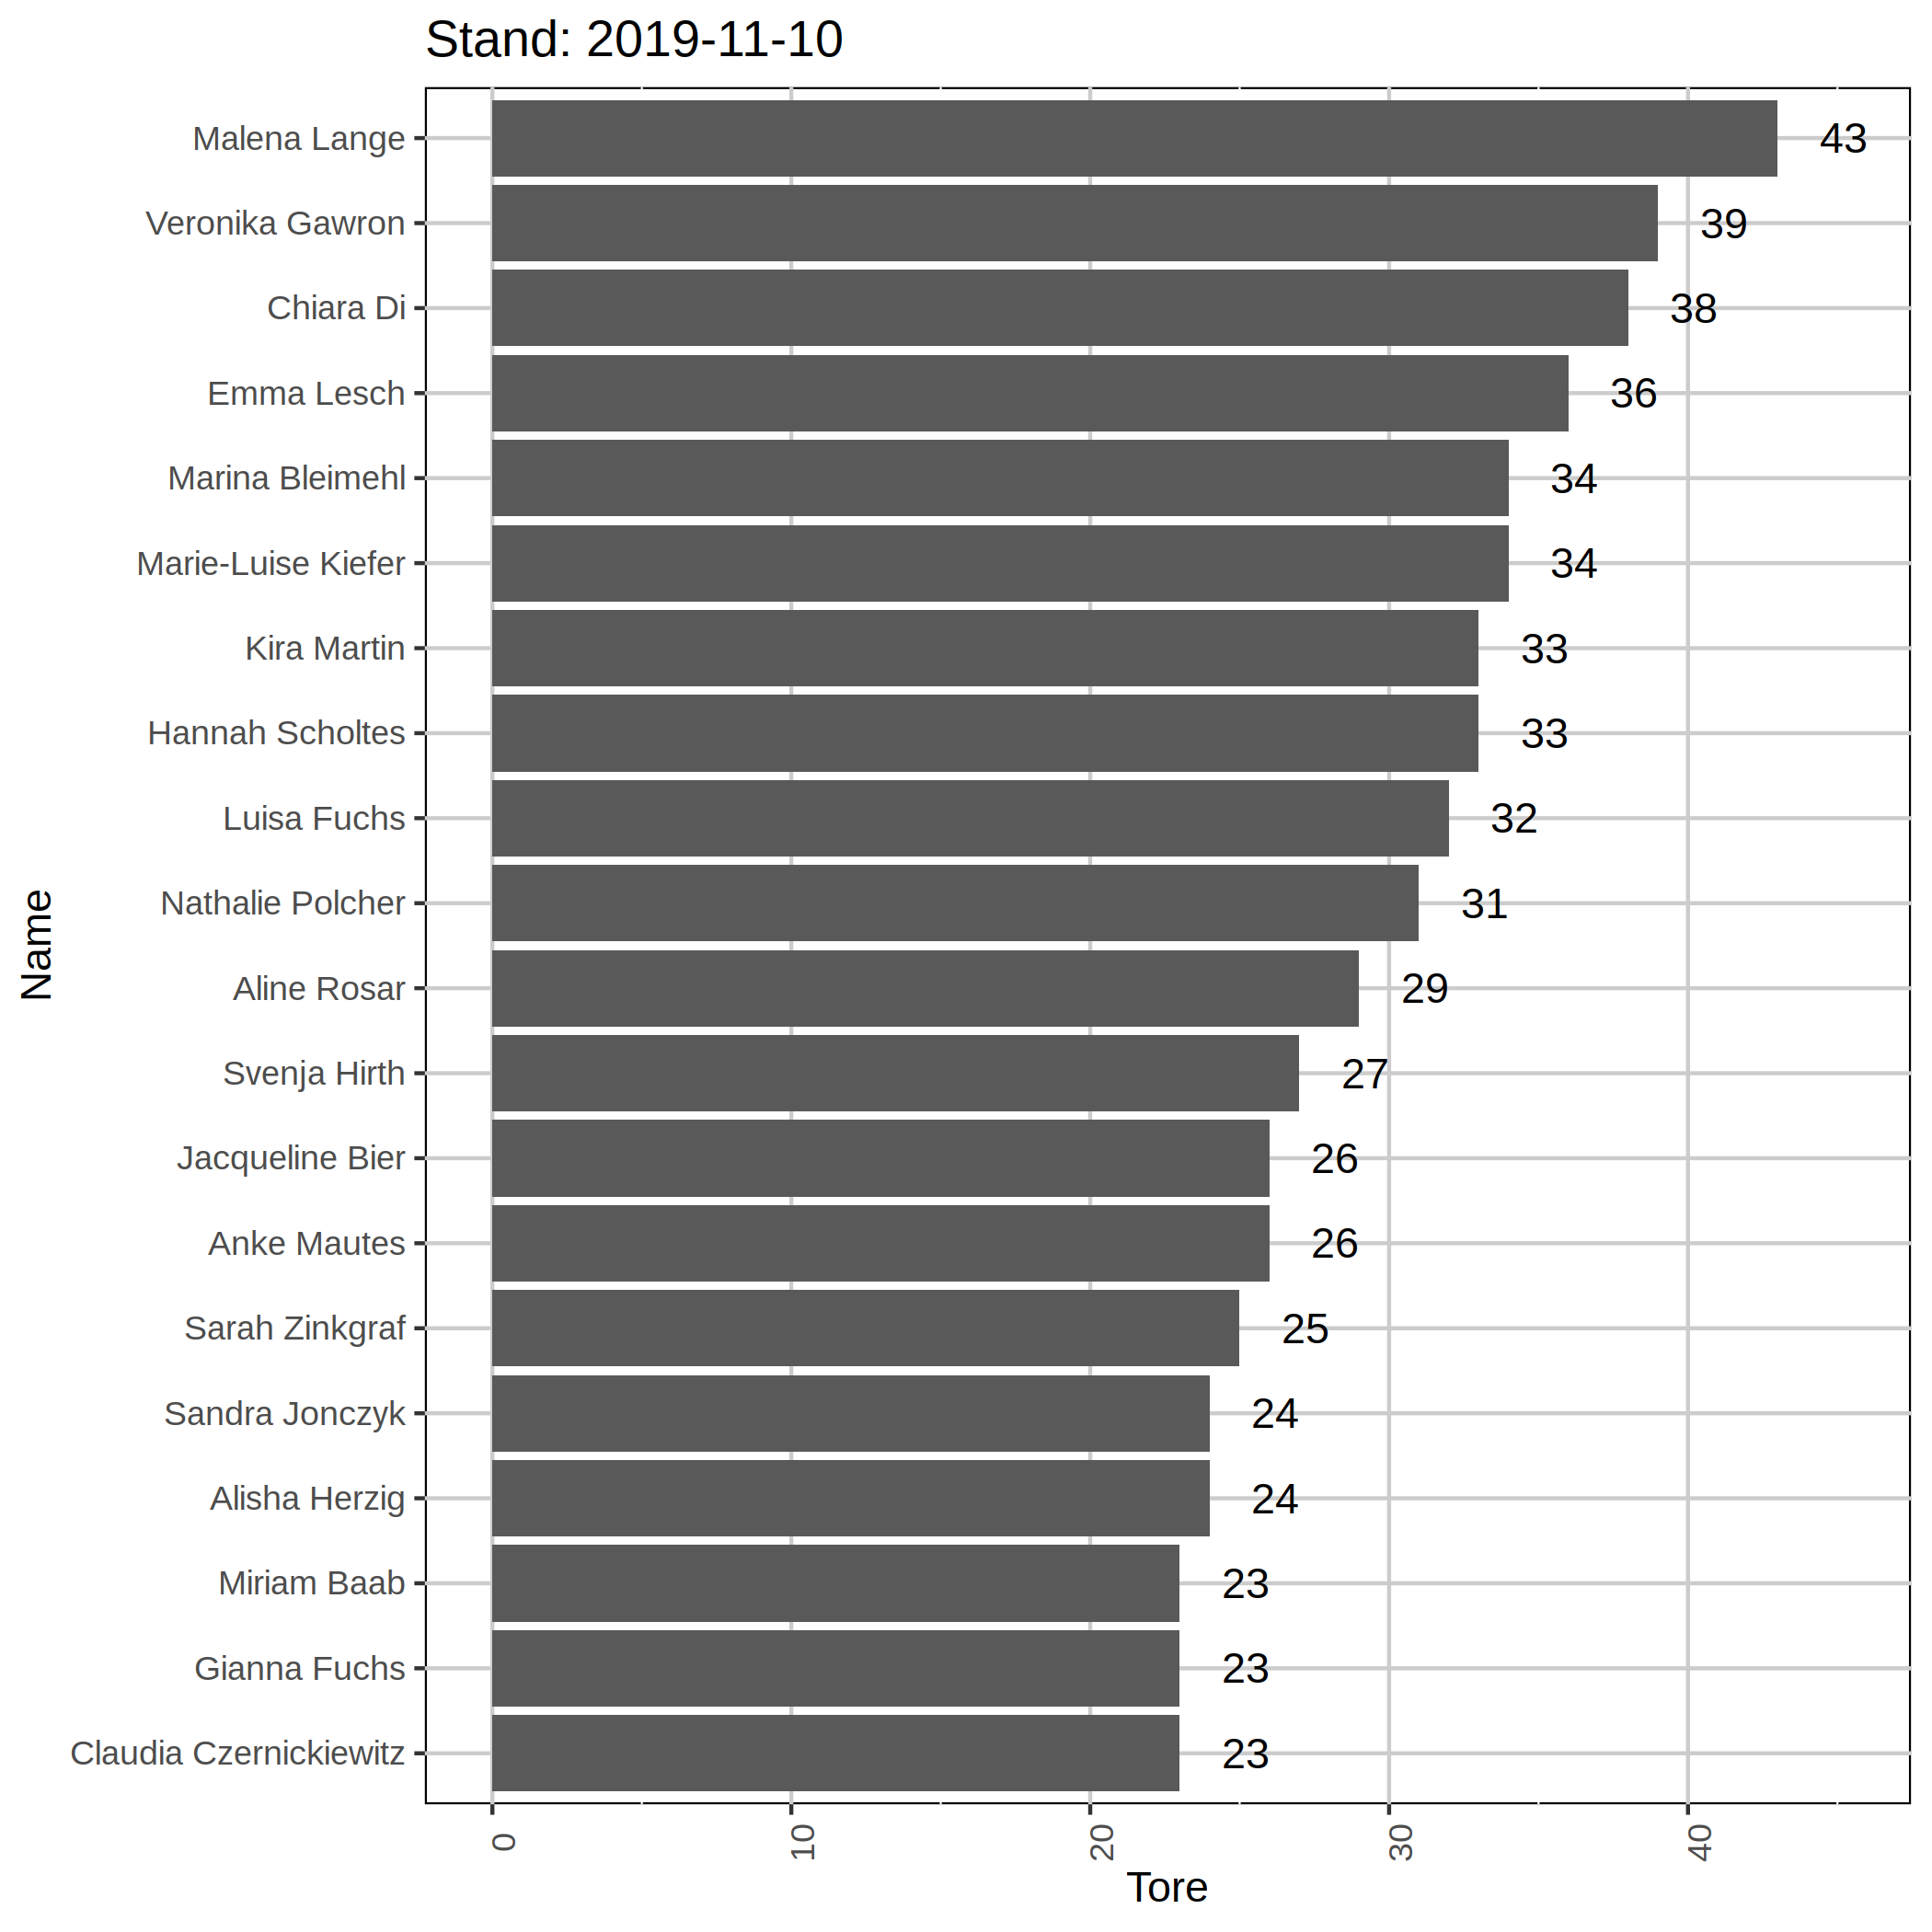 Stand: 2019-11-10
Malena Lange 43
Veronika Gawron 39
Chiara Di 38
Emma Lesch 36
Marina Bleimehl 34
Marie-Luise Kiefer 34
Kira Martin 33
Hannah Scholtes 33
Luisa Fuchs 32
Nathalie Polcher 31
Aline Rosar 29
Svenja Hirth 27
Jacqueline Bier 26
Anke Mautes 26
Sarah Zinkgraf 25
Sandra Jonczyk 24
Alisha Herzig 24
Miriam Baab 23
Gianna Fuchs 23
Claudia Czernickiewitz 23
Name
0 10 20 30 40
Tore